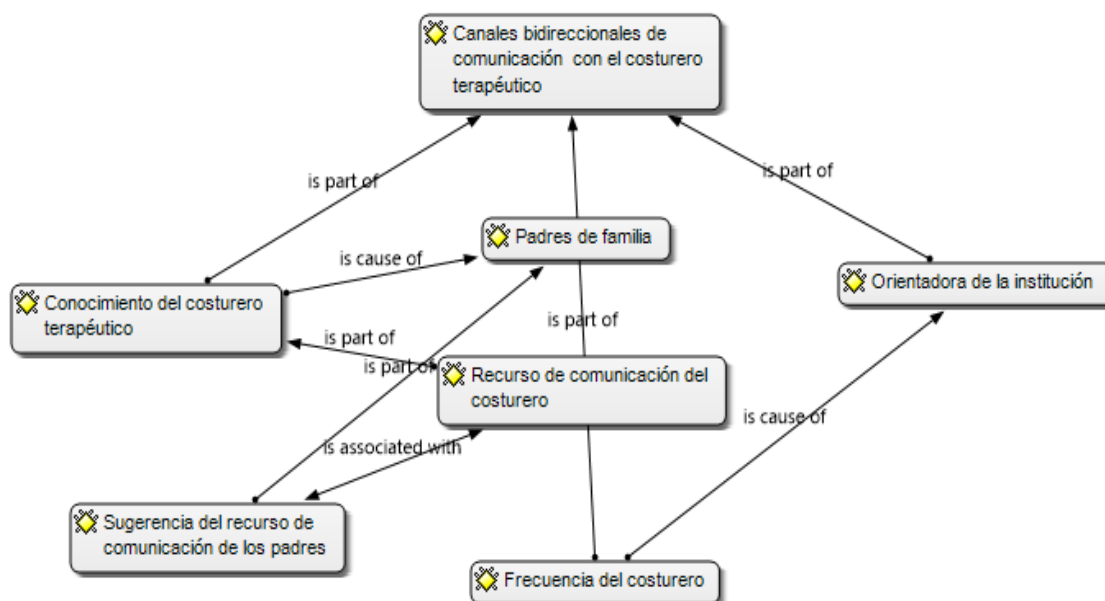 Canales bidireccionales de
comunicación con el costurero
terapéutico
is part of
is part of
Padres de familia
is cause of
Orientadora de la institución
Conocimiento del costurero
terapéutico
is part of
is part of
is part of
Recurso de comunicación del
costurero
is cause of
is associated with
Sugerencia del recurso de
comunicación de los padres
Frecuencia del costurero